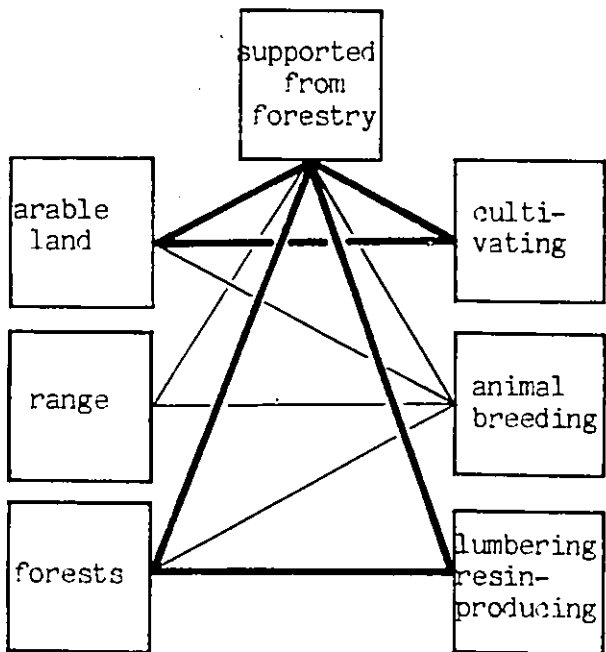 supported
from
forestry
arable
land
culti-
vating
range
animal
breeding
forests
lumbering
resin-
producing